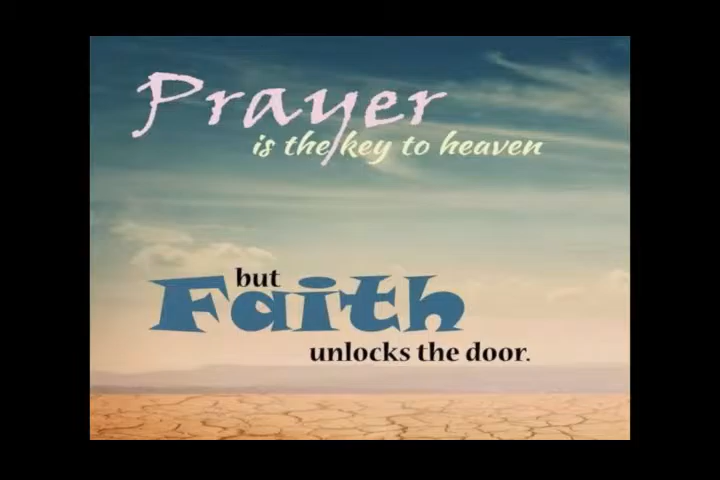 Prayer
is the key to heaven
but
Faith
unlocks the door.